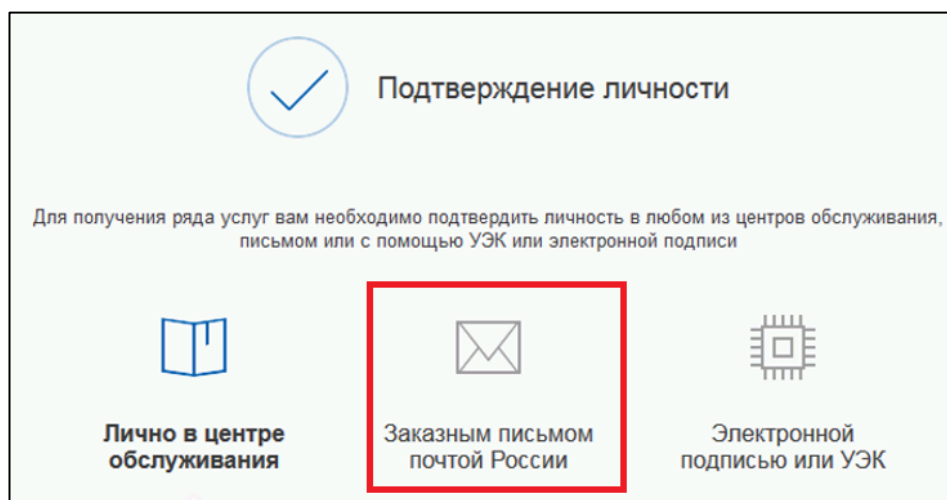 Подтверждение личности
Для получения ряда услуг вам необходимо подтвердить личность в любом из центров обслуживания,
письмом или с помощью УЭК или электронной подписи
Лично в центре
обслуживания
Заказным письмом
почтой России
Электронной
подписью или УЭК